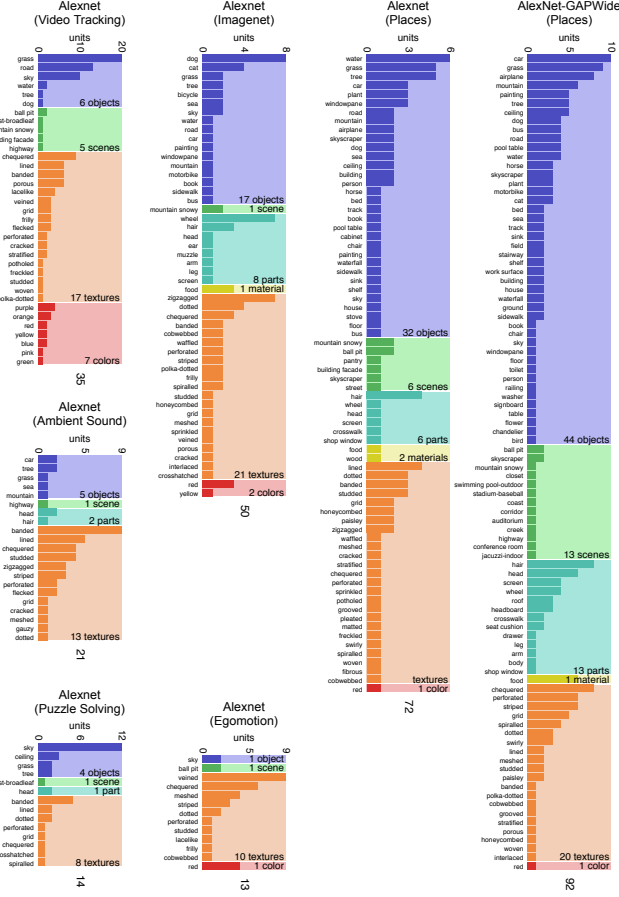 Alexnet
(Video Tracking)
units
0
10
20
grass
road
sky
water
tree
dog
6 objects
ball pit
st-broadleaf
ntain snowy
ding facade
highway
5 scenes
chequered
lined
banded
porous
lacelike
veined
grid
frilly
flecked
perforated
cracked
stratified
potholed
freckled
studded
woven
olka-dotted
17 textures
purple
orange
red
yellow
blue
pink
green
7 colors
35
Alexnet
(Ambient Sound)
units
0
5
9
car
tree
grass
sea
mountain
5 objects
highway
1 scene
head
hair
2 parts
banded
lined
chequered
studded
zigzagged
striped
perforated
flecked
grid
cracked
meshed
gauzy
dotted
13 textures
21
Alexnet
(Puzzle Solving)
units
0
6
12
sky
ceiling
grass
tree
4 objects
st-broadleaf
1 scene
head
1 part
banded
lined
dotted
perforated
grid
chequered
osshatched
spiralled
8 textures
14
Alexnet
(Imagenet)
units
0
4
8
dog
cat
grass
tree
bicycle
sea
sky
water
road
car
painting
windowpane
mountain
motorbike
book
sidewalk
bus
17 objects
mountain snowy
1 scene
wheel
hair
head
ear
muzzle
arm
leg
screen
8 parts
food
1 material
zigzagged
dotted
chequered
banded
cobwebbed
waffled
perforated
striped
polka-dotted
frilly
spiralled
studded
honeycombed
grid
meshed
sprinkled
veined
porous
cracked
interlaced
crosshatched
21 textures
red
yellow
2 colors
50
Alexnet
(Egomotion)
units
0
5
9
sky
1 object
ball pit
1 scene
veined
chequered
meshed
striped
dotted
perforated
studded
lacelike
frilly
cobwebbed
10 textures
red
1 color
13
Alexnet
(Places)
units
0
3
6
water
grass
tree
car
plant
windowpane
road
mountain
airplane
skyscraper
dog
sea
ceiling
building
person
horse
bed
track
book
pool table
cabinet
chair
painting
waterfall
sidewalk
sink
shelf
sky
house
stove
floor
bus
32 objects
mountain snowy
ball pit
pantry
building facade
skyscraper
street
6 scenes
hair
wheel
head
screen
crosswalk
shop window
6 parts
food
wood
2 materials
lined
dotted
banded
studded
grid
honeycombed
paisley
zigzagged
waffled
meshed
cracked
stratified
chequered
perforated
sprinkled
potholed
grooved
pleated
matted
freckled
swirly
spiralled
woven
fibrous
cobwebbed
textures
red
1 color
72
AlexNet-GAPWide
(Places)
units
0
5
10
car
grass
airplane
mountain
painting
tree
ceiling
dog
bus
road
pool table
water
horse
skyscraper
plant
motorbike
cat
bed
sea
track
sink
field
stairway
shelf
work surface
building
house
waterfall
ground
sidewalk
book
chair
sky
windowpane
floor
toilet
person
railing
washer
signboard
table
flower
chandelier
bird
44 objects
ball pit
skyscraper
mountain snowy
closet
swimming pool-outdoor
stadium-baseball
coast
corridor
auditorium
creek
highway
conference room
jacuzzi-indoor
13 scenes
hair
head
screen
wheel
roof
headboard
crosswalk
seat cushion
drawer
leg
arm
body
shop window
13 parts
food
1 material
chequered
perforated
striped
grid
spiralled
dotted
swirly
lined
meshed
studded
paisley
banded
polka-dotted
cobwebbed
grooved
stratified
porous
honeycombed
woven
interlaced
20 textures
red
1 color
92